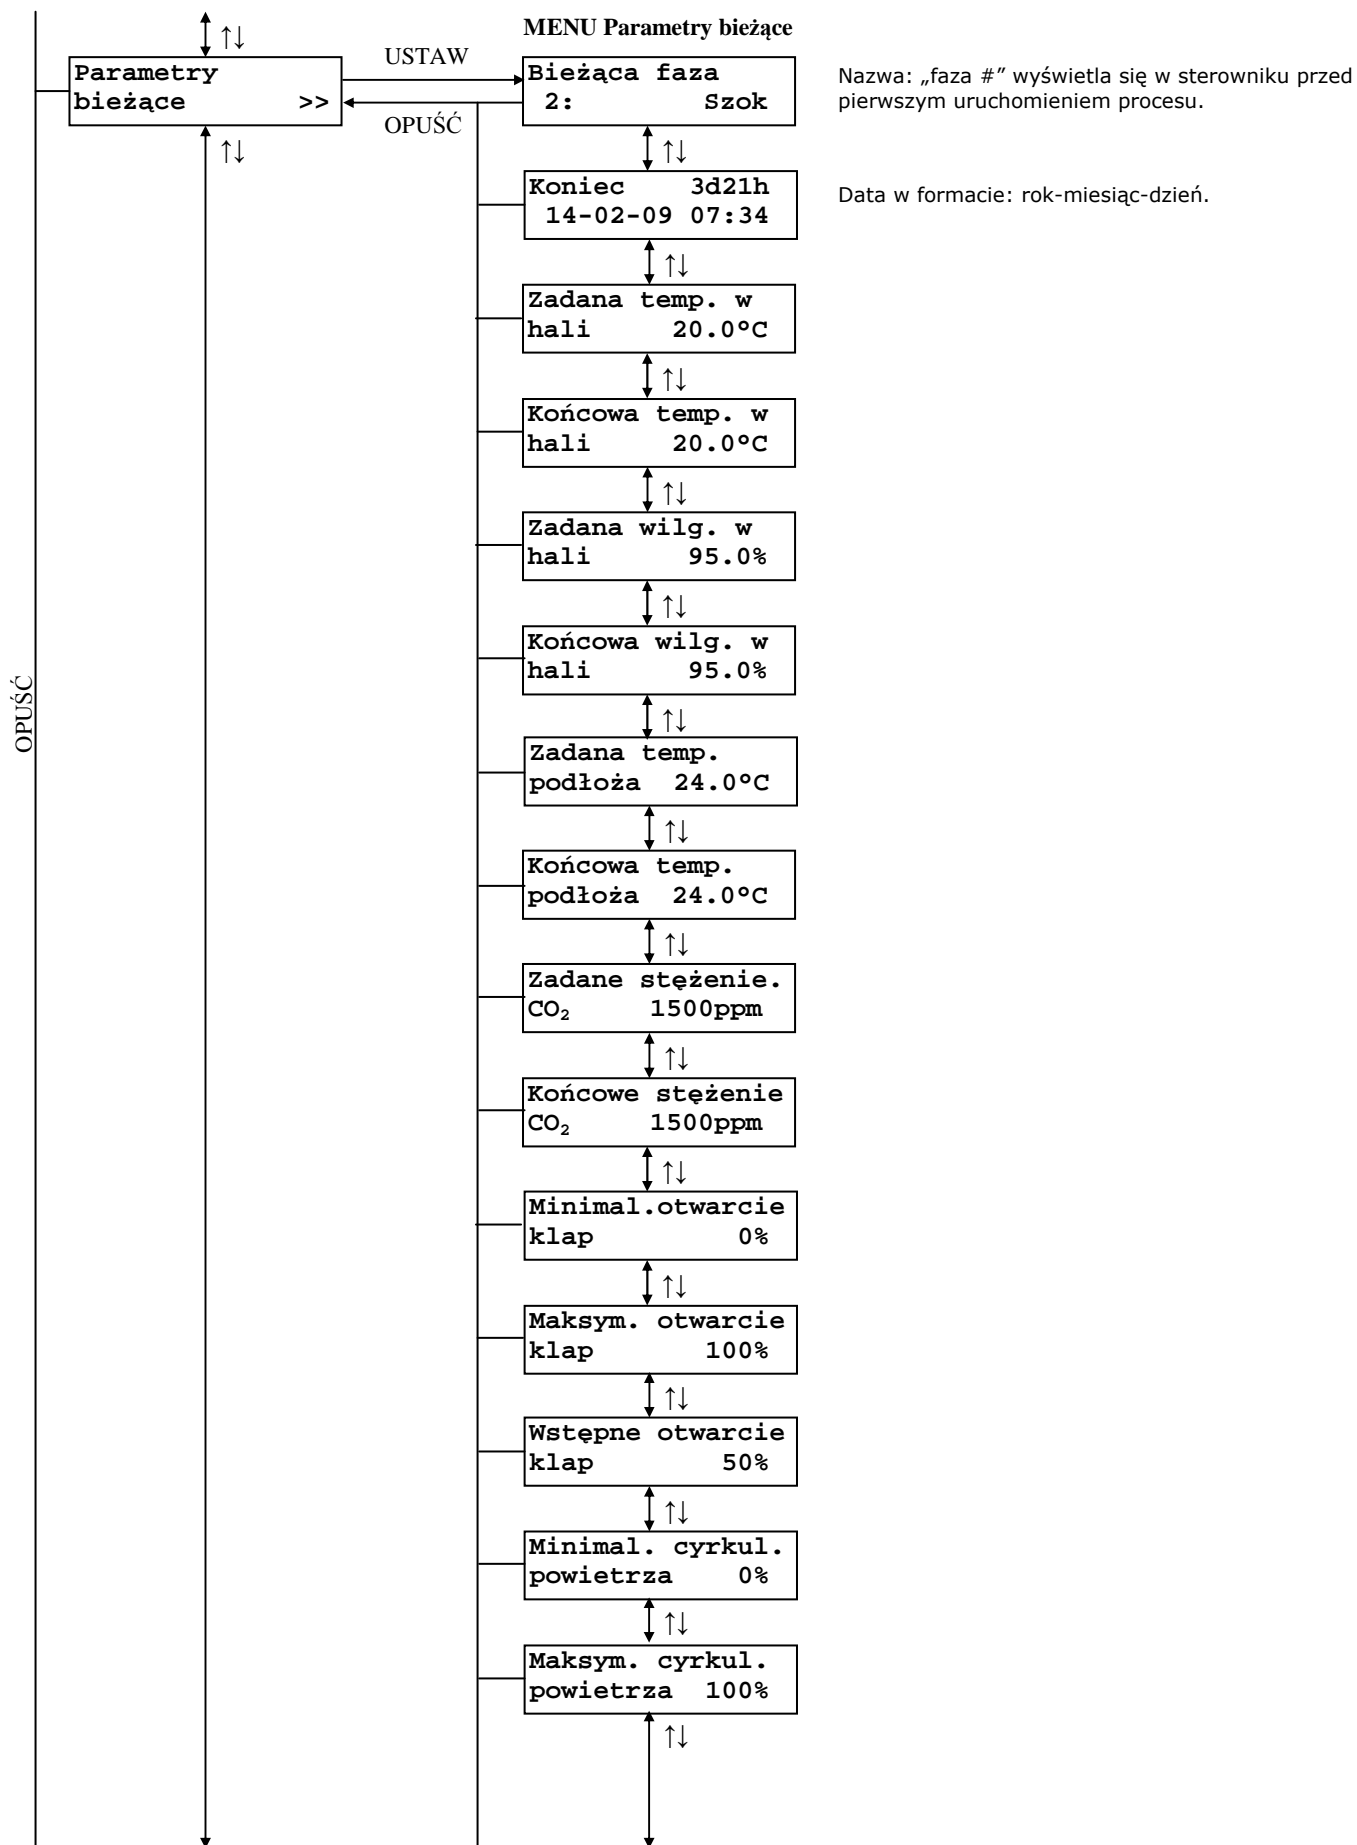 MENU Parametry bieżące
↑↓
USTAW
Parametry
bieżące >>
OPUŚĆ
↑↓
Bieżąca faza
2: Szok
Nazwa: „faza #” wyświetla się w sterowniku przed
pierwszym uruchomieniem procesu.
↑↓
Koniec 3d21h
14-02-09 07:34
Data w formacie: rok-miesiąc-dzień.
↑↓
Zadana temp. w
hali 20.0°C
↑↓
Końcowa temp. w
hali 20.0°C
↑↓
Zadana wilg. w
hali 95.0%
↑↓
Końcowa wilg. w
hali 95.0%
OPUŚĆ
↑↓
Zadana temp.
podłoża 24.0°C
↑↓
Końcowa temp.
podłoża 24.0°C
↑↓
Zadane stężenie.
CO₂ 1500ppm
↑↓
Końcowe stężenie
CO₂ 1500ppm
↑↓
Minimal.otwarcie
klap 0%
↑↓
Maksym. otwarcie
klap 100%
↑↓
Wstępne otwarcie
klap 50%
↑↓
Minimal. cyrkul.
powietrza 0%
↑↓
Maksym. cyrkul.
powietrza 100%
↑↓